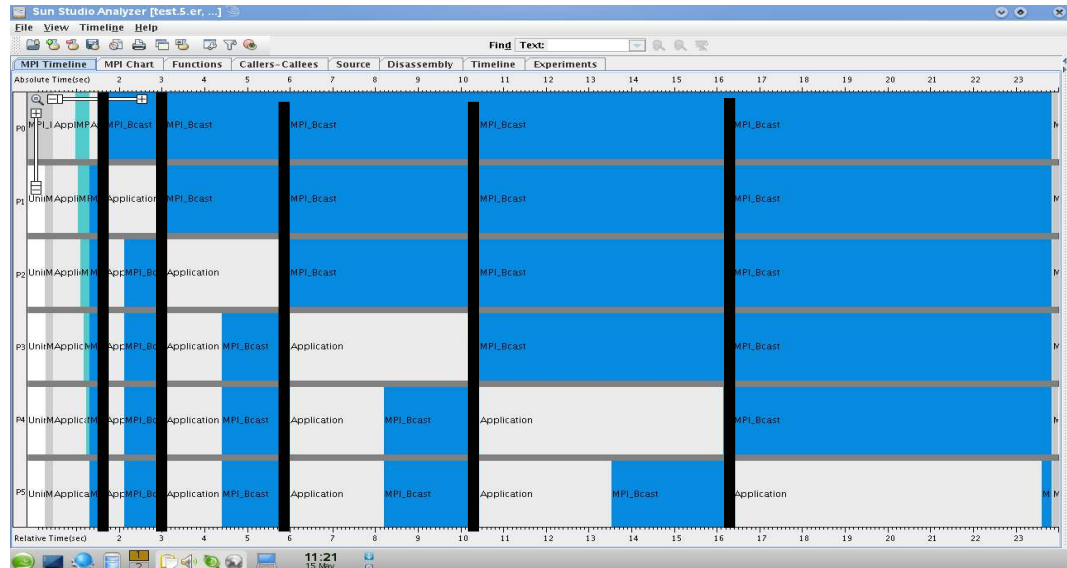 Sun Studio Analyzer [test.5.er, ...]
File View Timeline Help
Find Text:
MPI Timeline MPI Chart Functions Callers-Callees Source Disassembly Timeline Experiments
Absolute Time(sec) 2 3 4 5 6 7 8 9 10 11 12 13 14 15 16 17 18 19 20 21 22 23
P0 MPI_Bcast MPI_Bcast MPI_Bcast MPI_Bcast MPI_Bcast
P1 Application MPI_Bcast MPI_Bcast MPI_Bcast MPI_Bcast
P2 Application MPI_Bcast MPI_Bcast MPI_Bcast
P3 Application MPI_Bcast Application MPI_Bcast MPI_Bcast
P4 Application MPI_Bcast Application MPI_Bcast Application MPI_Bcast
P5 Application MPI_Bcast Application MPI_Bcast Application MPI_Bcast Application
Relative Time(sec) 2 3 4 5 6 7 8 9 10 11 12 13 14 15 16 17 18 19 20 21 22 23
1
2
11:21
15 May